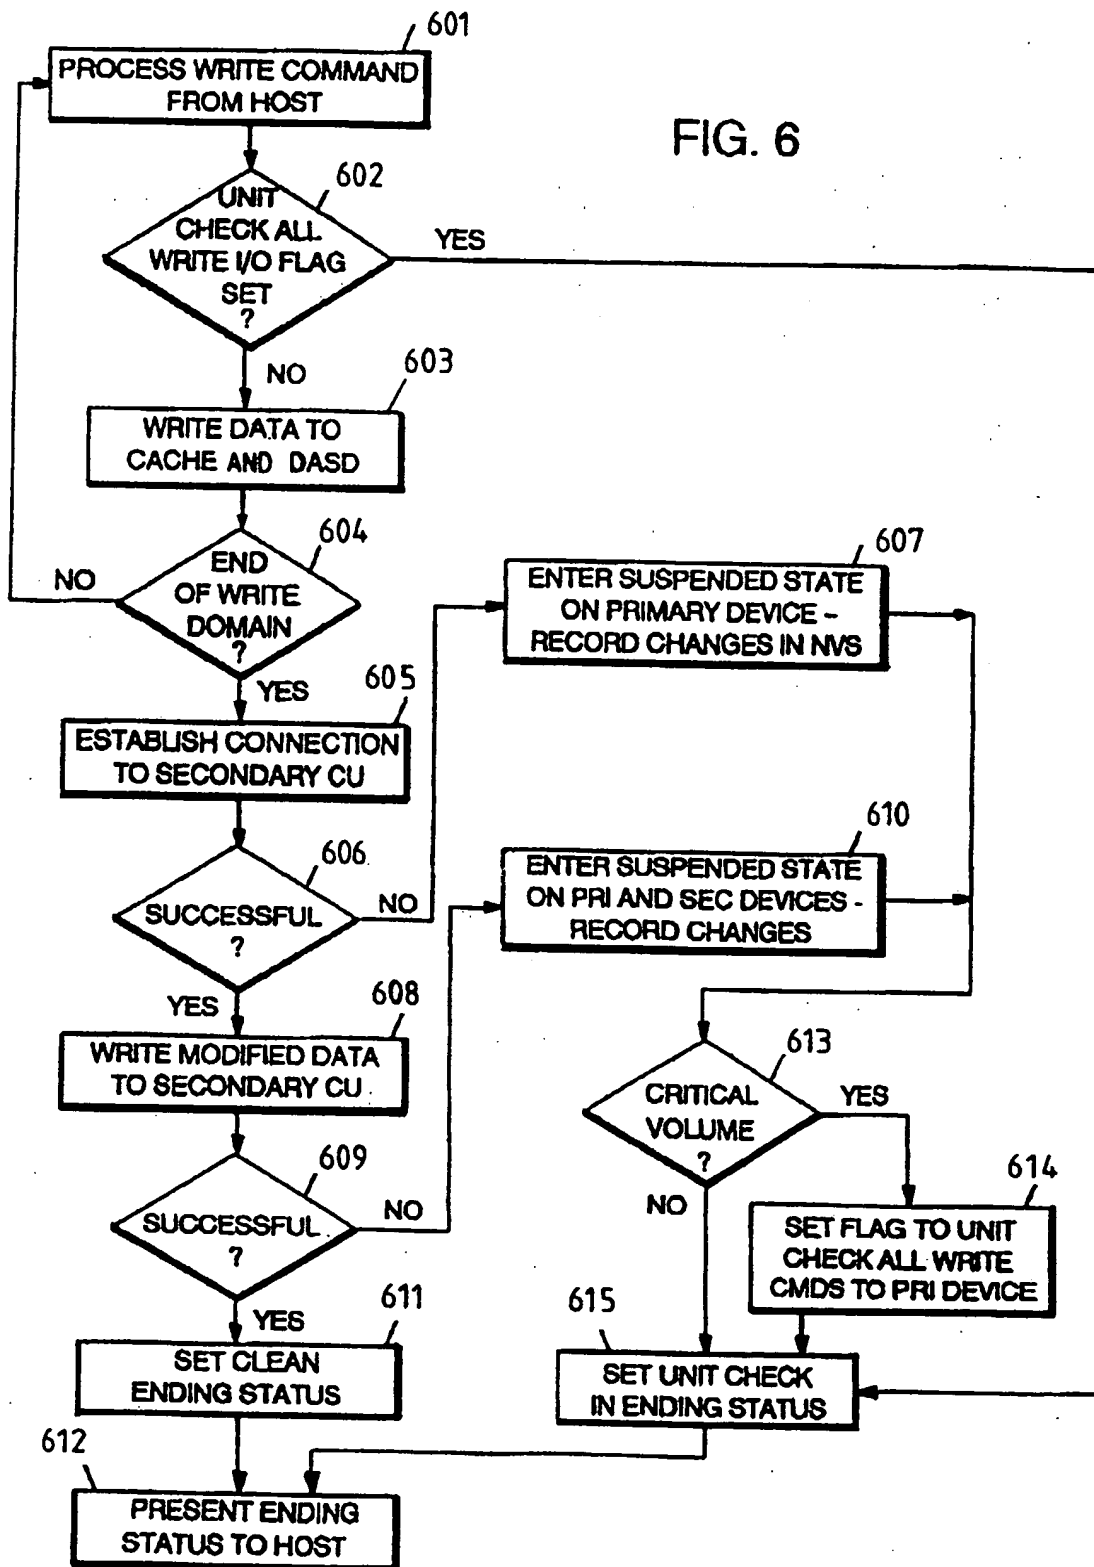 601
PROCESS WRITE COMMAND
FROM HOST
FIG. 6
602
UNIT
CHECK ALL
WRITE I/O FLAG
SET
?
YES
NO
603
WRITE DATA TO
CACHE AND DASD
604
END
OF WRITE
DOMAIN
?
NO
YES
605
ESTABLISH CONNECTION
TO SECONDARY CU
606
SUCCESSFUL
?
NO
YES
607
ENTER SUSPENDED STATE
ON PRIMARY DEVICE -
RECORD CHANGES IN NVS
608
WRITE MODIFIED DATA
TO SECONDARY CU
609
SUCCESSFUL
?
NO
YES
610
ENTER SUSPENDED STATE
ON PRI AND SEC DEVICES -
RECORD CHANGES
611
SET CLEAN
ENDING STATUS
612
PRESENT ENDING
STATUS TO HOST
613
CRITICAL
VOLUME
?
YES
NO
614
SET FLAG TO UNIT
CHECK ALL WRITE
CMDS TO PRI DEVICE
615
SET UNIT CHECK
IN ENDING STATUS